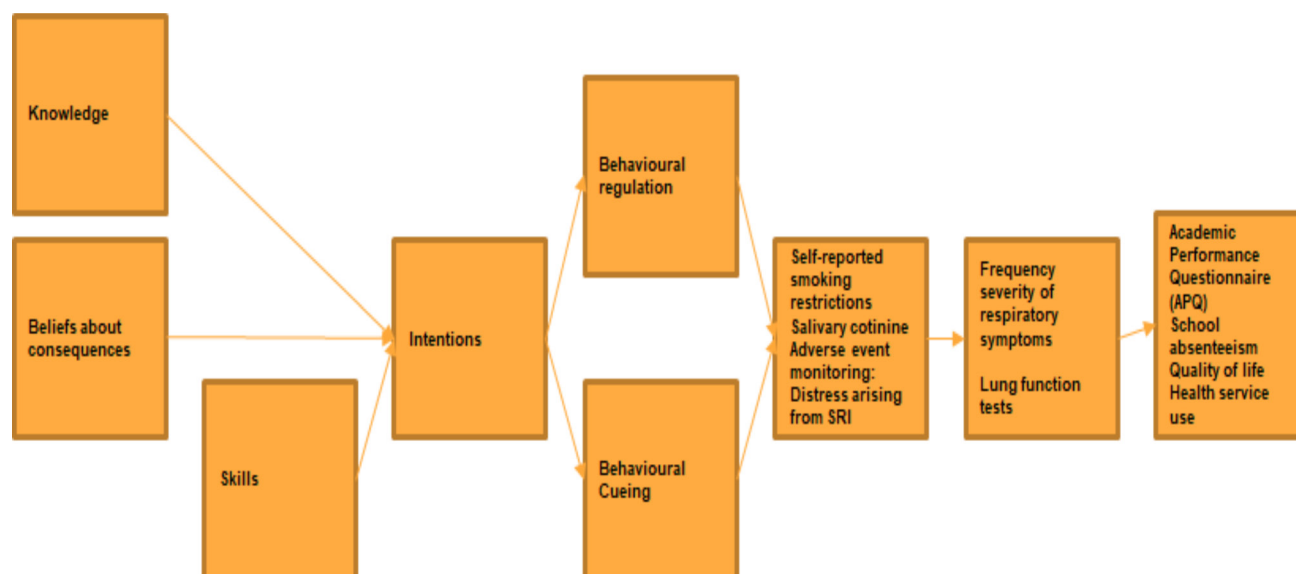 Knowledge
Beliefs about
consequences
Skills
Intentions
Behavioural
regulation
Behavioural
Cueing
Self-reported
smoking
restrictions
Salivary cotinine
Adverse event
monitoring:
Distress arising
from SRI
Frequency
severity of
respiratory
symptoms
Lung function
tests
Academic
Performance
Questionnaire
(APQ)
School
absenteeism
Quality of life
Health service
use